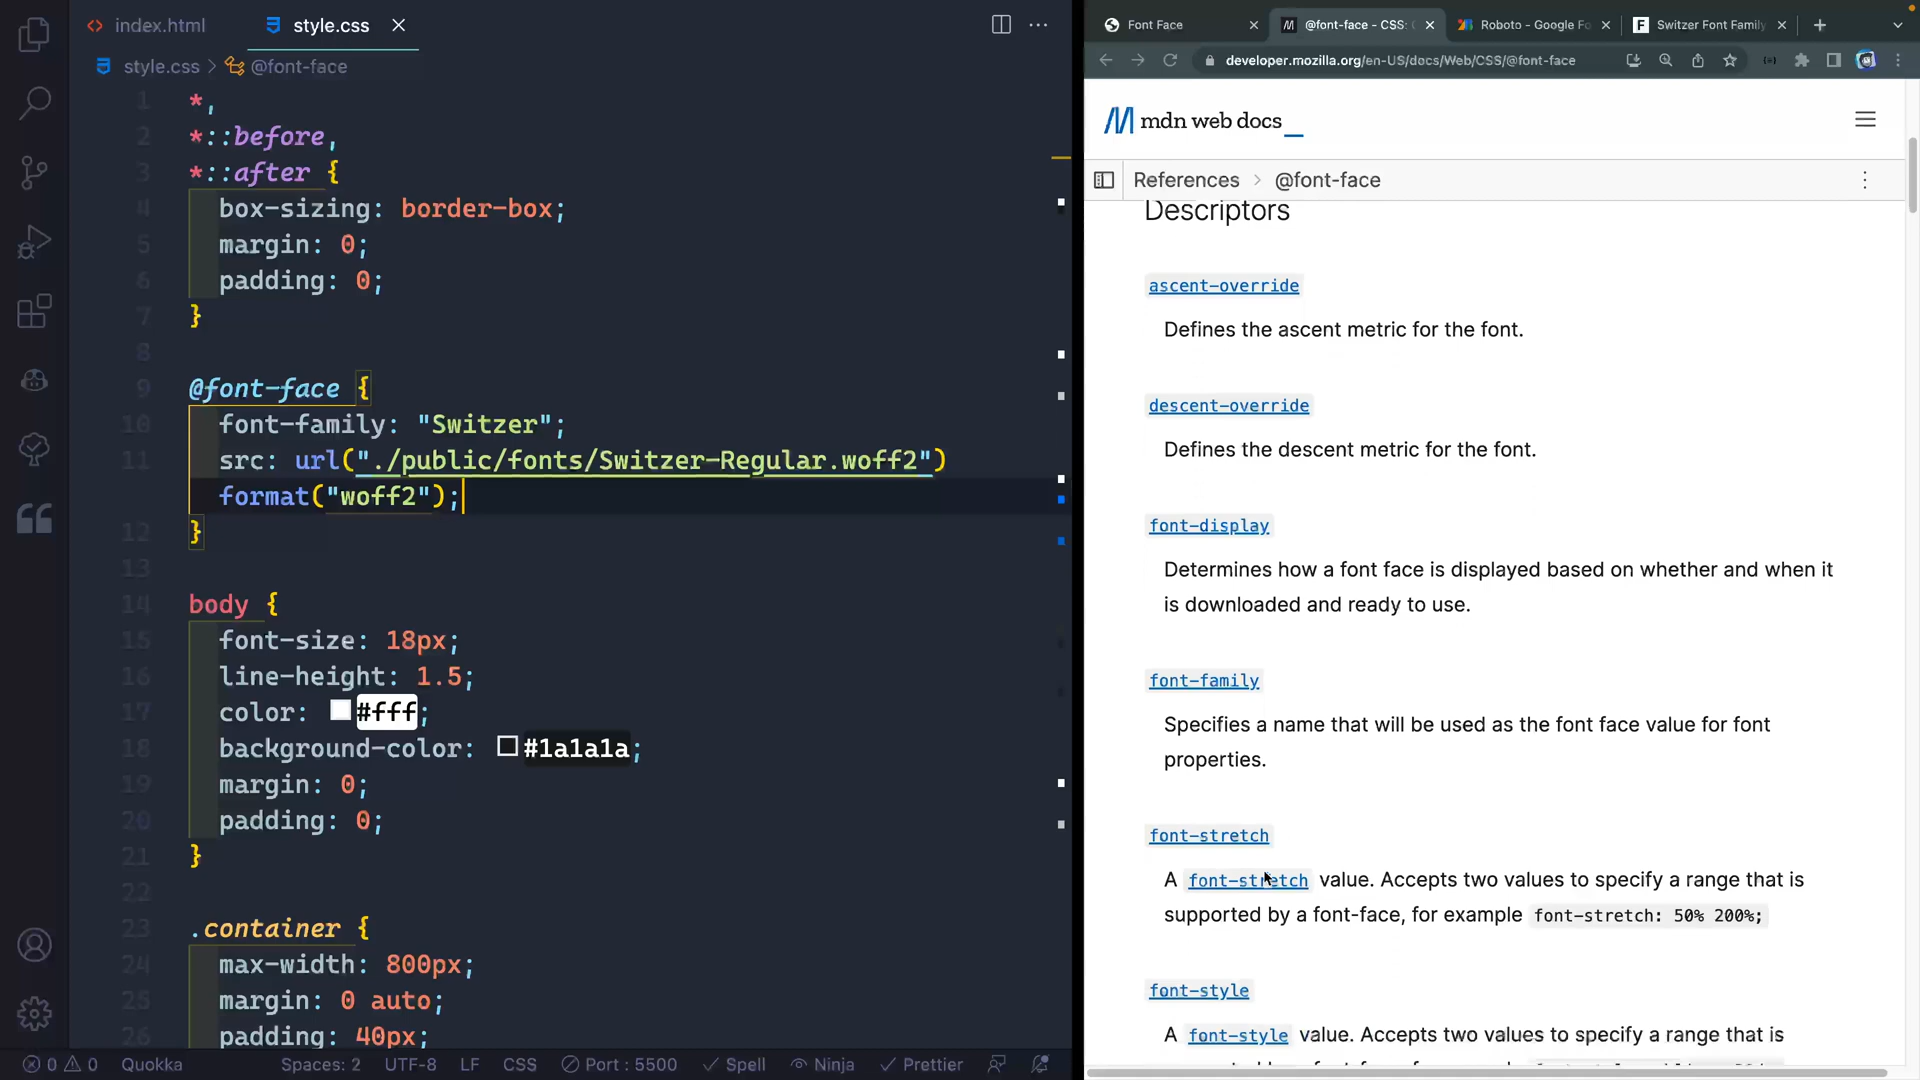 index.html
style.css
style.css > @font-face
1 *,
2 *::before,
3 *::after {
4 box-sizing: border-box;
5 margin: 0;
6 padding: 0;
7 }
8
9 @font-face {
10 font-family: "Switzer";
11 src: url("./public/fonts/Switzer-Regular.woff2")
format("woff2");
12 }
13
14 body {
15 font-size: 18px;
16 line-height: 1.5;
17 color: #fff;
18 background-color: #1a1a1a;
19 margin: 0;
20 padding: 0;
21 }
22
23 .container {
24 max-width: 800px;
25 margin: 0 auto;
26 padding: 40px;
0 0 Quokka Spaces: 2 UTF-8 LF CSS Port : 5500 Spell Ninja Prettier
Font Face
@font-face - CSS:
Roboto - Google Fo
Switzer Font Family
developer.mozilla.org/en-US/docs/Web/CSS/@font-face
mdn web docs_
References > @font-face
Descriptors
ascent-override
Defines the ascent metric for the font.
descent-override
Defines the descent metric for the font.
font-display
Determines how a font face is displayed based on whether and when it
is downloaded and ready to use.
font-family
Specifies a name that will be used as the font face value for font
properties.
font-stretch
A font-stretch value. Accepts two values to specify a range that is
supported by a font-face, for example font-stretch: 50% 200%;
font-style
A font-style value. Accepts two values to specify a range that is